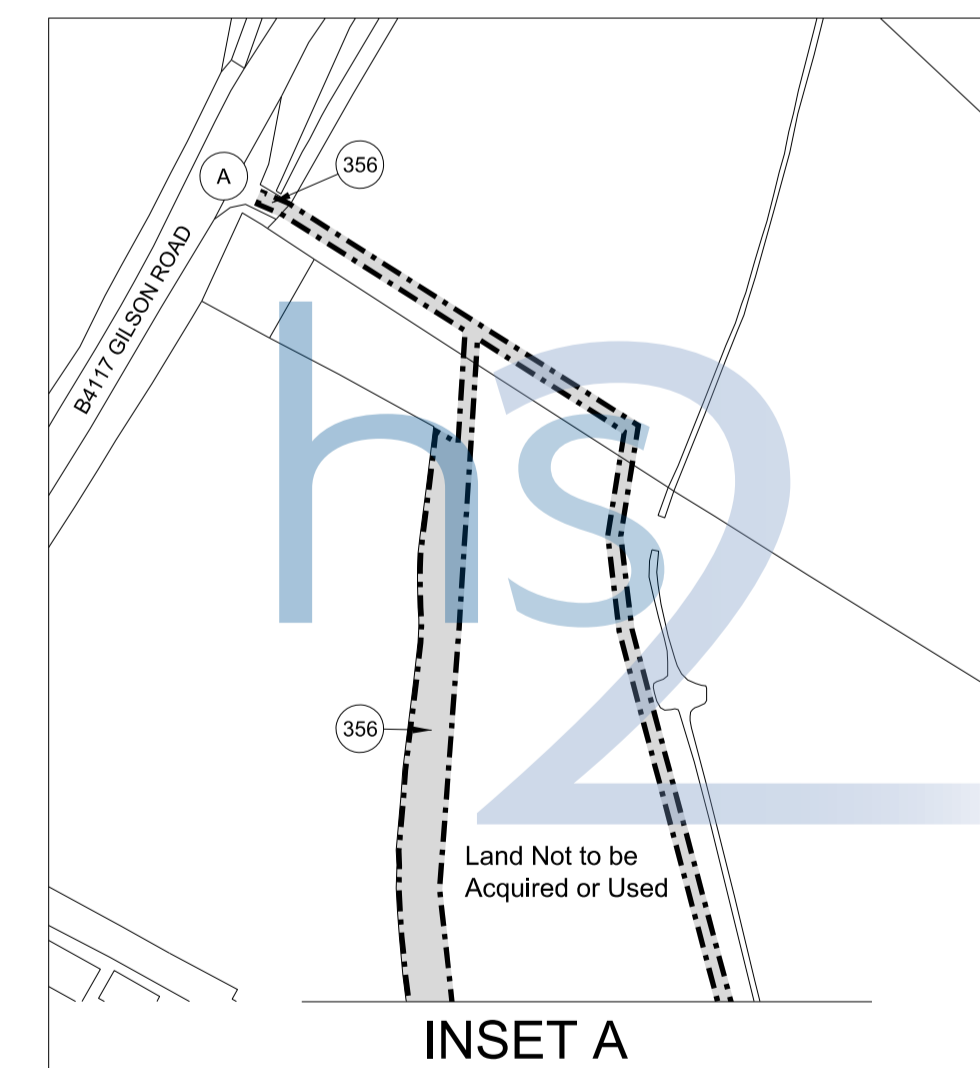 356
A
B4117 GILSON ROAD
hs2
356
Land Not to be
Acquired or Used
INSET A